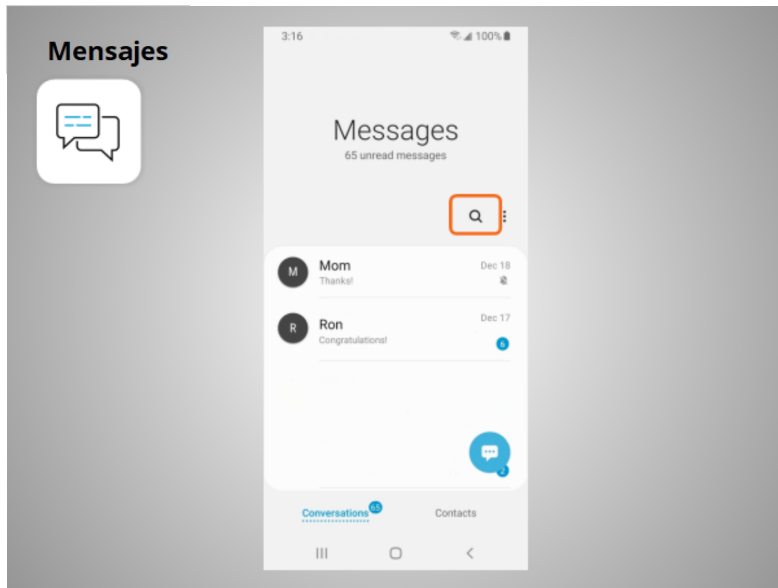 Mensajes
3:16
100%
Messages
65 unread messages
M
Mom
Dec 18
Thanks!
R
Ron
Dec 17
Congratulations!
6
2
Conversations
65
Contacts